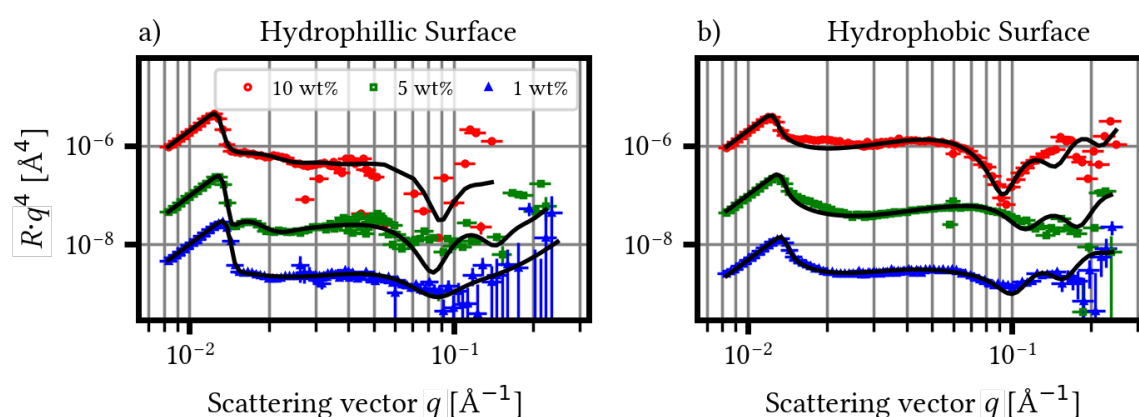 a) Hydrophillic Surface
b) Hydrophobic Surface
10 wt% 5 wt% 1 wt%
R·q⁴ [Å⁴]
10⁻⁶
10⁻⁸
10⁻⁶
10⁻⁸
10⁻² 10⁻¹
10⁻² 10⁻¹
Scattering vector q [Å⁻¹]
Scattering vector q [Å⁻¹]